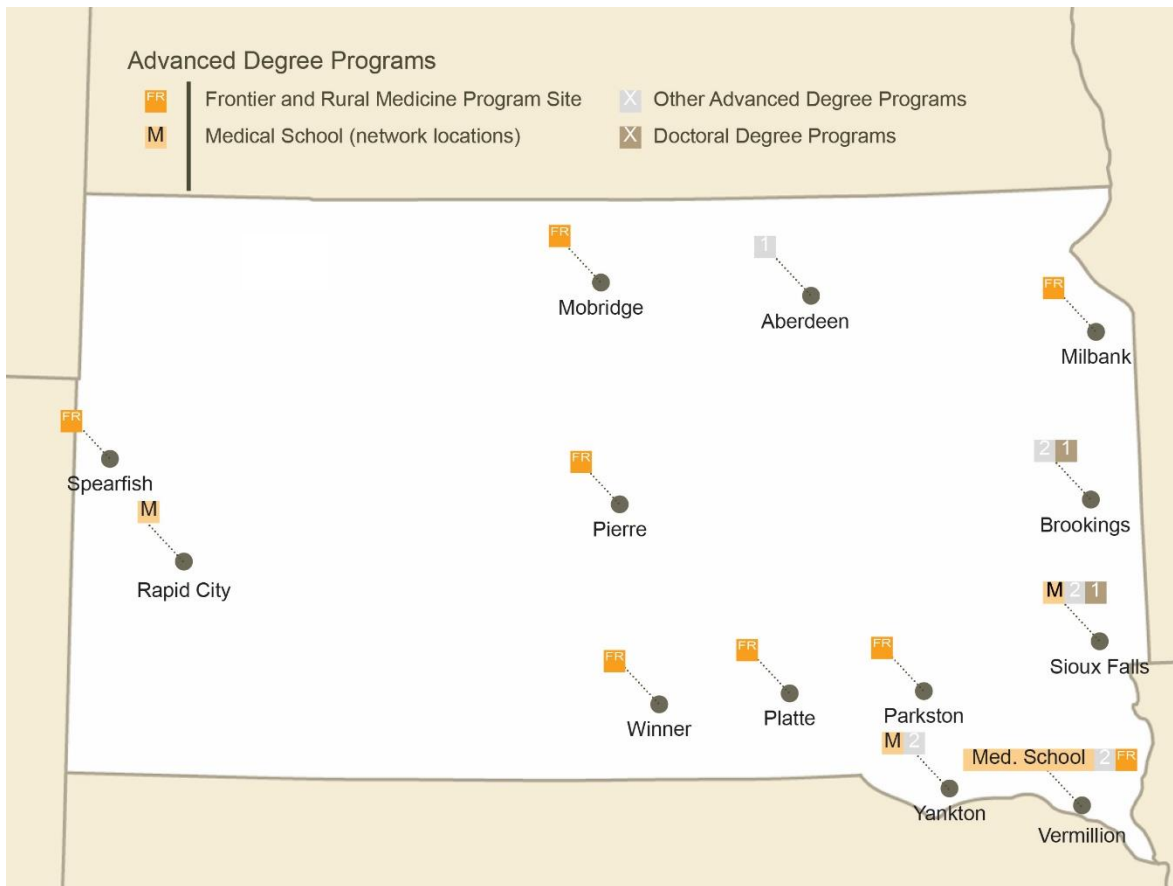 Advanced Degree Programs
FR Frontier and Rural Medicine Program Site
X Other Advanced Degree Programs
M Medical School (network locations)
X Doctoral Degree Programs
FR
Mobridge
1
Aberdeen
FR
Milbank
FR
Spearfish
M
Rapid City
FR
Pierre
2 1
Brookings
M 2 1
Sioux Falls
FR
Winner
FR
Platte
FR
Parkston
M 2
Yankton
Med. School 2 FR
Vermillion